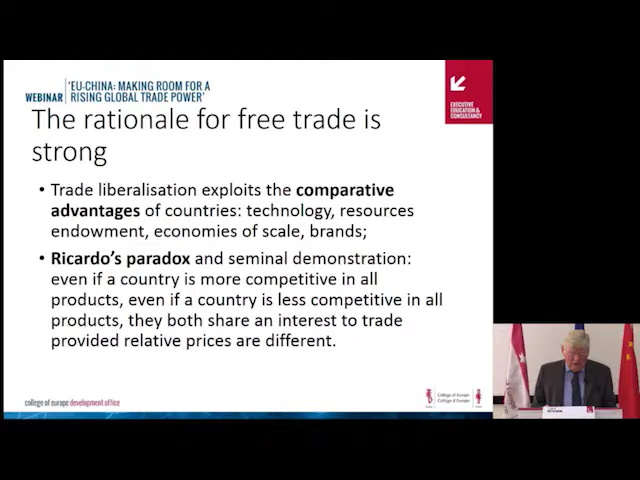 WEBINAR
'EU-CHINA: MAKING ROOM FOR A
RISING GLOBAL TRADE POWER'
EXECUTIVE
EDUCATION &
CONSULTANCY
The rationale for free trade is
strong
• Trade liberalisation exploits the comparative
advantages of countries: technology, resources
endowment, economies of scale, brands;
• Ricardo's paradox and seminal demonstration:
even if a country is more competitive in all
products, even if a country is less competitive in all
products, they both share an interest to trade
provided relative prices are different.
college of europe development office
College of Europe
Collège d'Europe